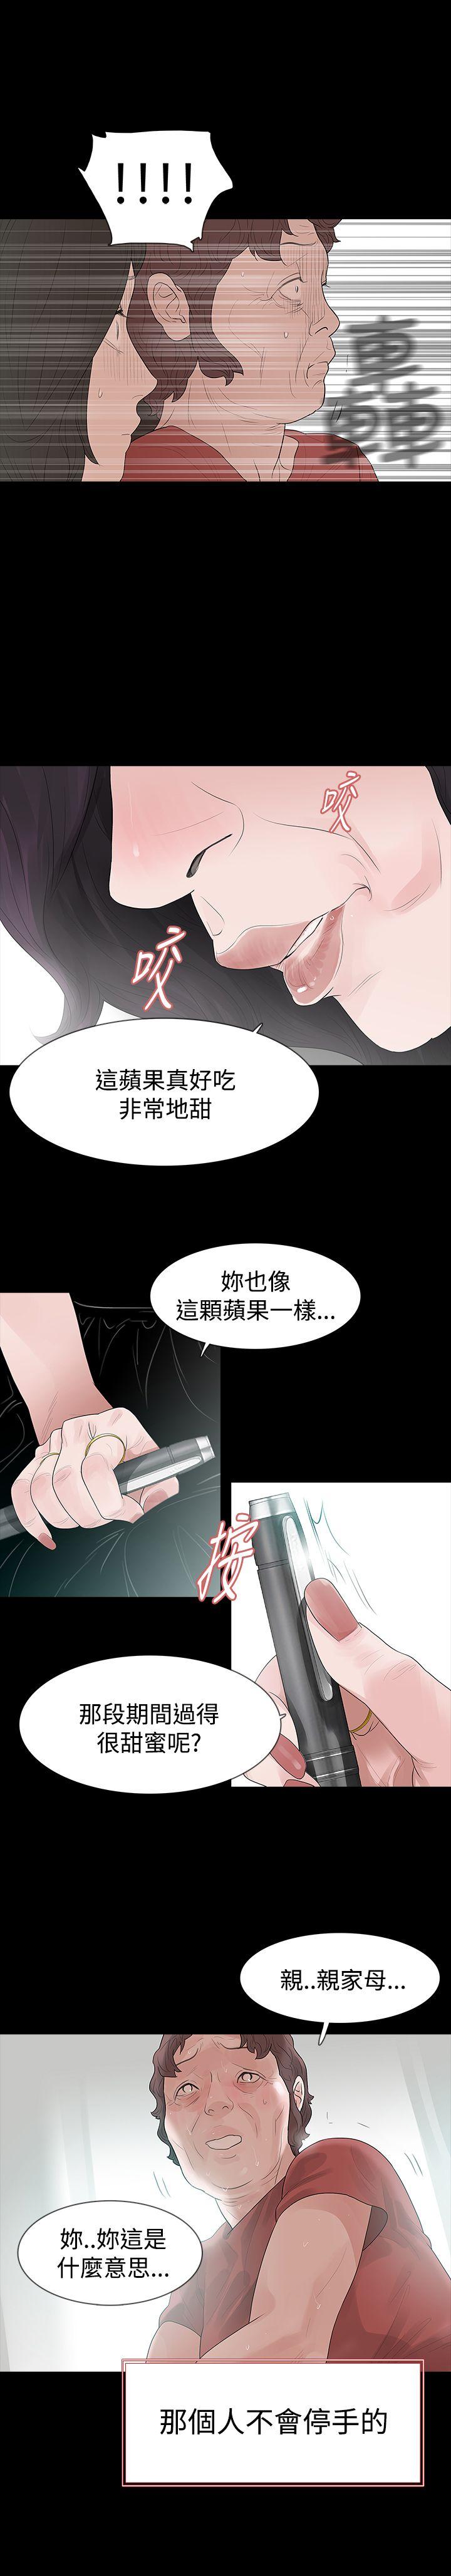 !!!!
轟
咬
咬
這蘋果真好吃
非常地甜
妳也像
這顆蘋果一樣...
按
那段期間過得
很甜蜜呢?
親..親家母...
妳..妳這是
什麼意思...
那個人不會停手的